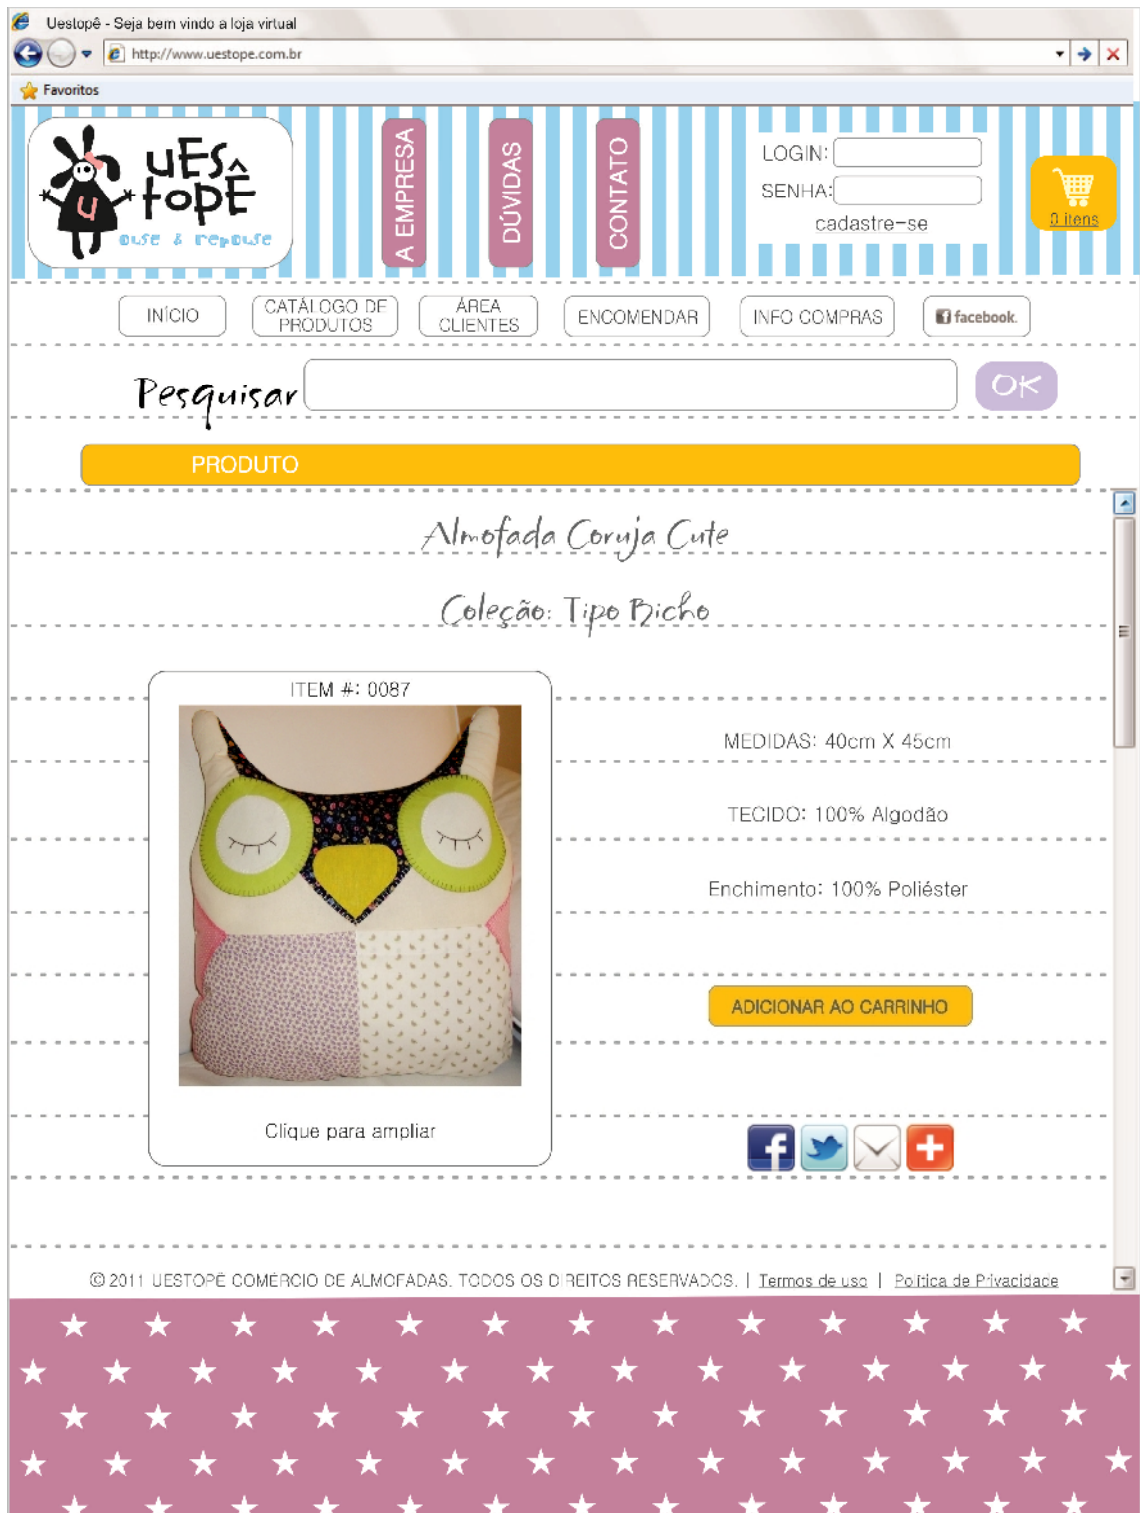 Uestopê - Seja bem vindo a loja virtual
http://www.uestope.com.br
Favoritos
uEStopê
ouse & repouse
u
A EMPRESA
DÚVIDAS
CONTATO
LOGIN:
SENHA:
cadastre-se
0 itens
INÍCIO
CATÁLOGO DE
PRODUTOS
ÁREA
CLIENTES
ENCOMENDAR
INFO COMPRAS
facebook.
Pesquisar
OK
PRODUTO
Almofada Coruja Cute
Coleção: Tipo Bicho
ITEM #: 0087
MEDIDAS: 40cm X 45cm
TECIDO: 100% Algodão
Enchimento: 100% Poliéster
ADICIONAR AO CARRINHO
Clique para ampliar
© 2011 UESTOPÊ COMÉRCIO DE ALMOFADAS. TODOS OS DIREITOS RESERVADOS. | Termos de uso | Política de Privacidade